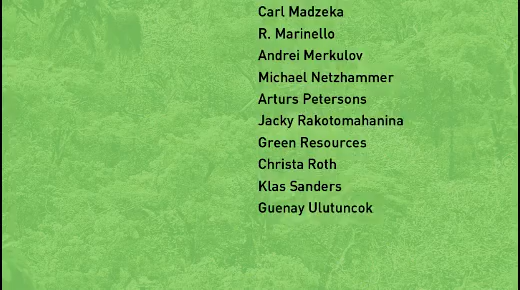 Carl Madzeka
R. Marinello
Andrei Merkulov
Michael Netzhammer
Arturs Petersons
Jacky Rakotomahanina
Green Resources
Christa Roth
Klas Sanders
Guenay Ulutuncok